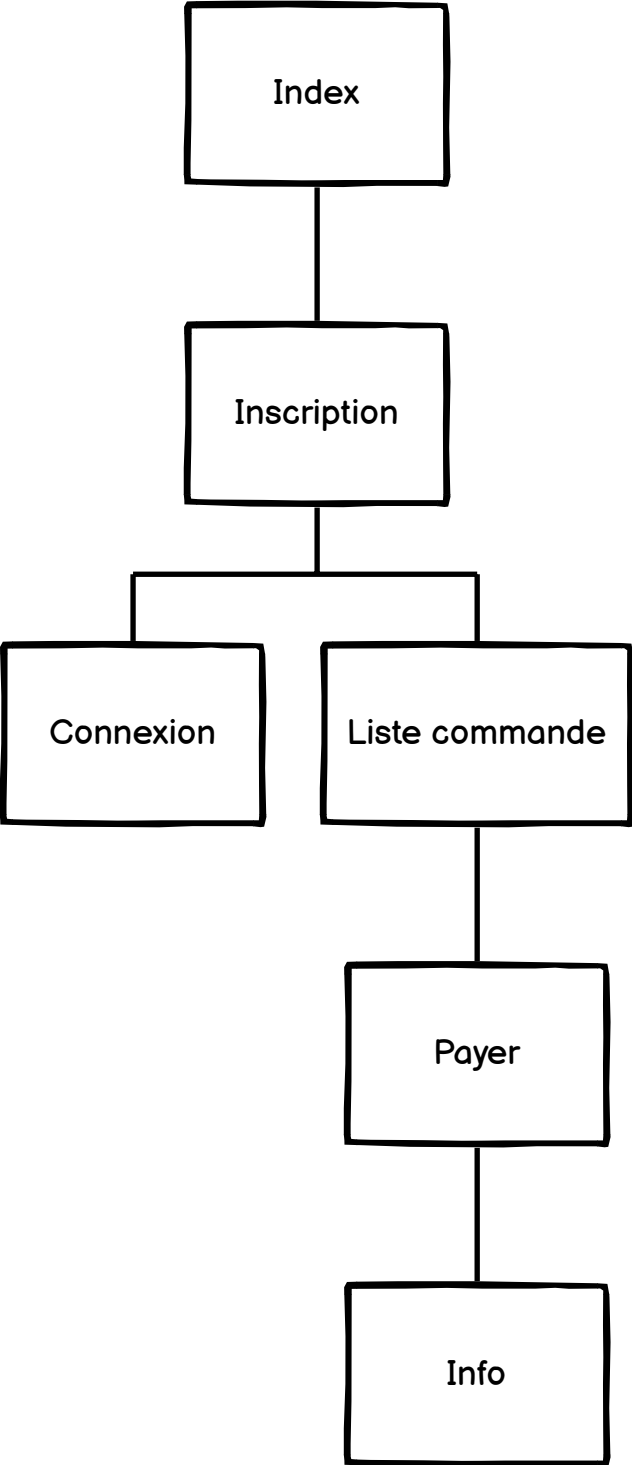 Index
Inscription
Connexion
Liste commande
Payer
Info